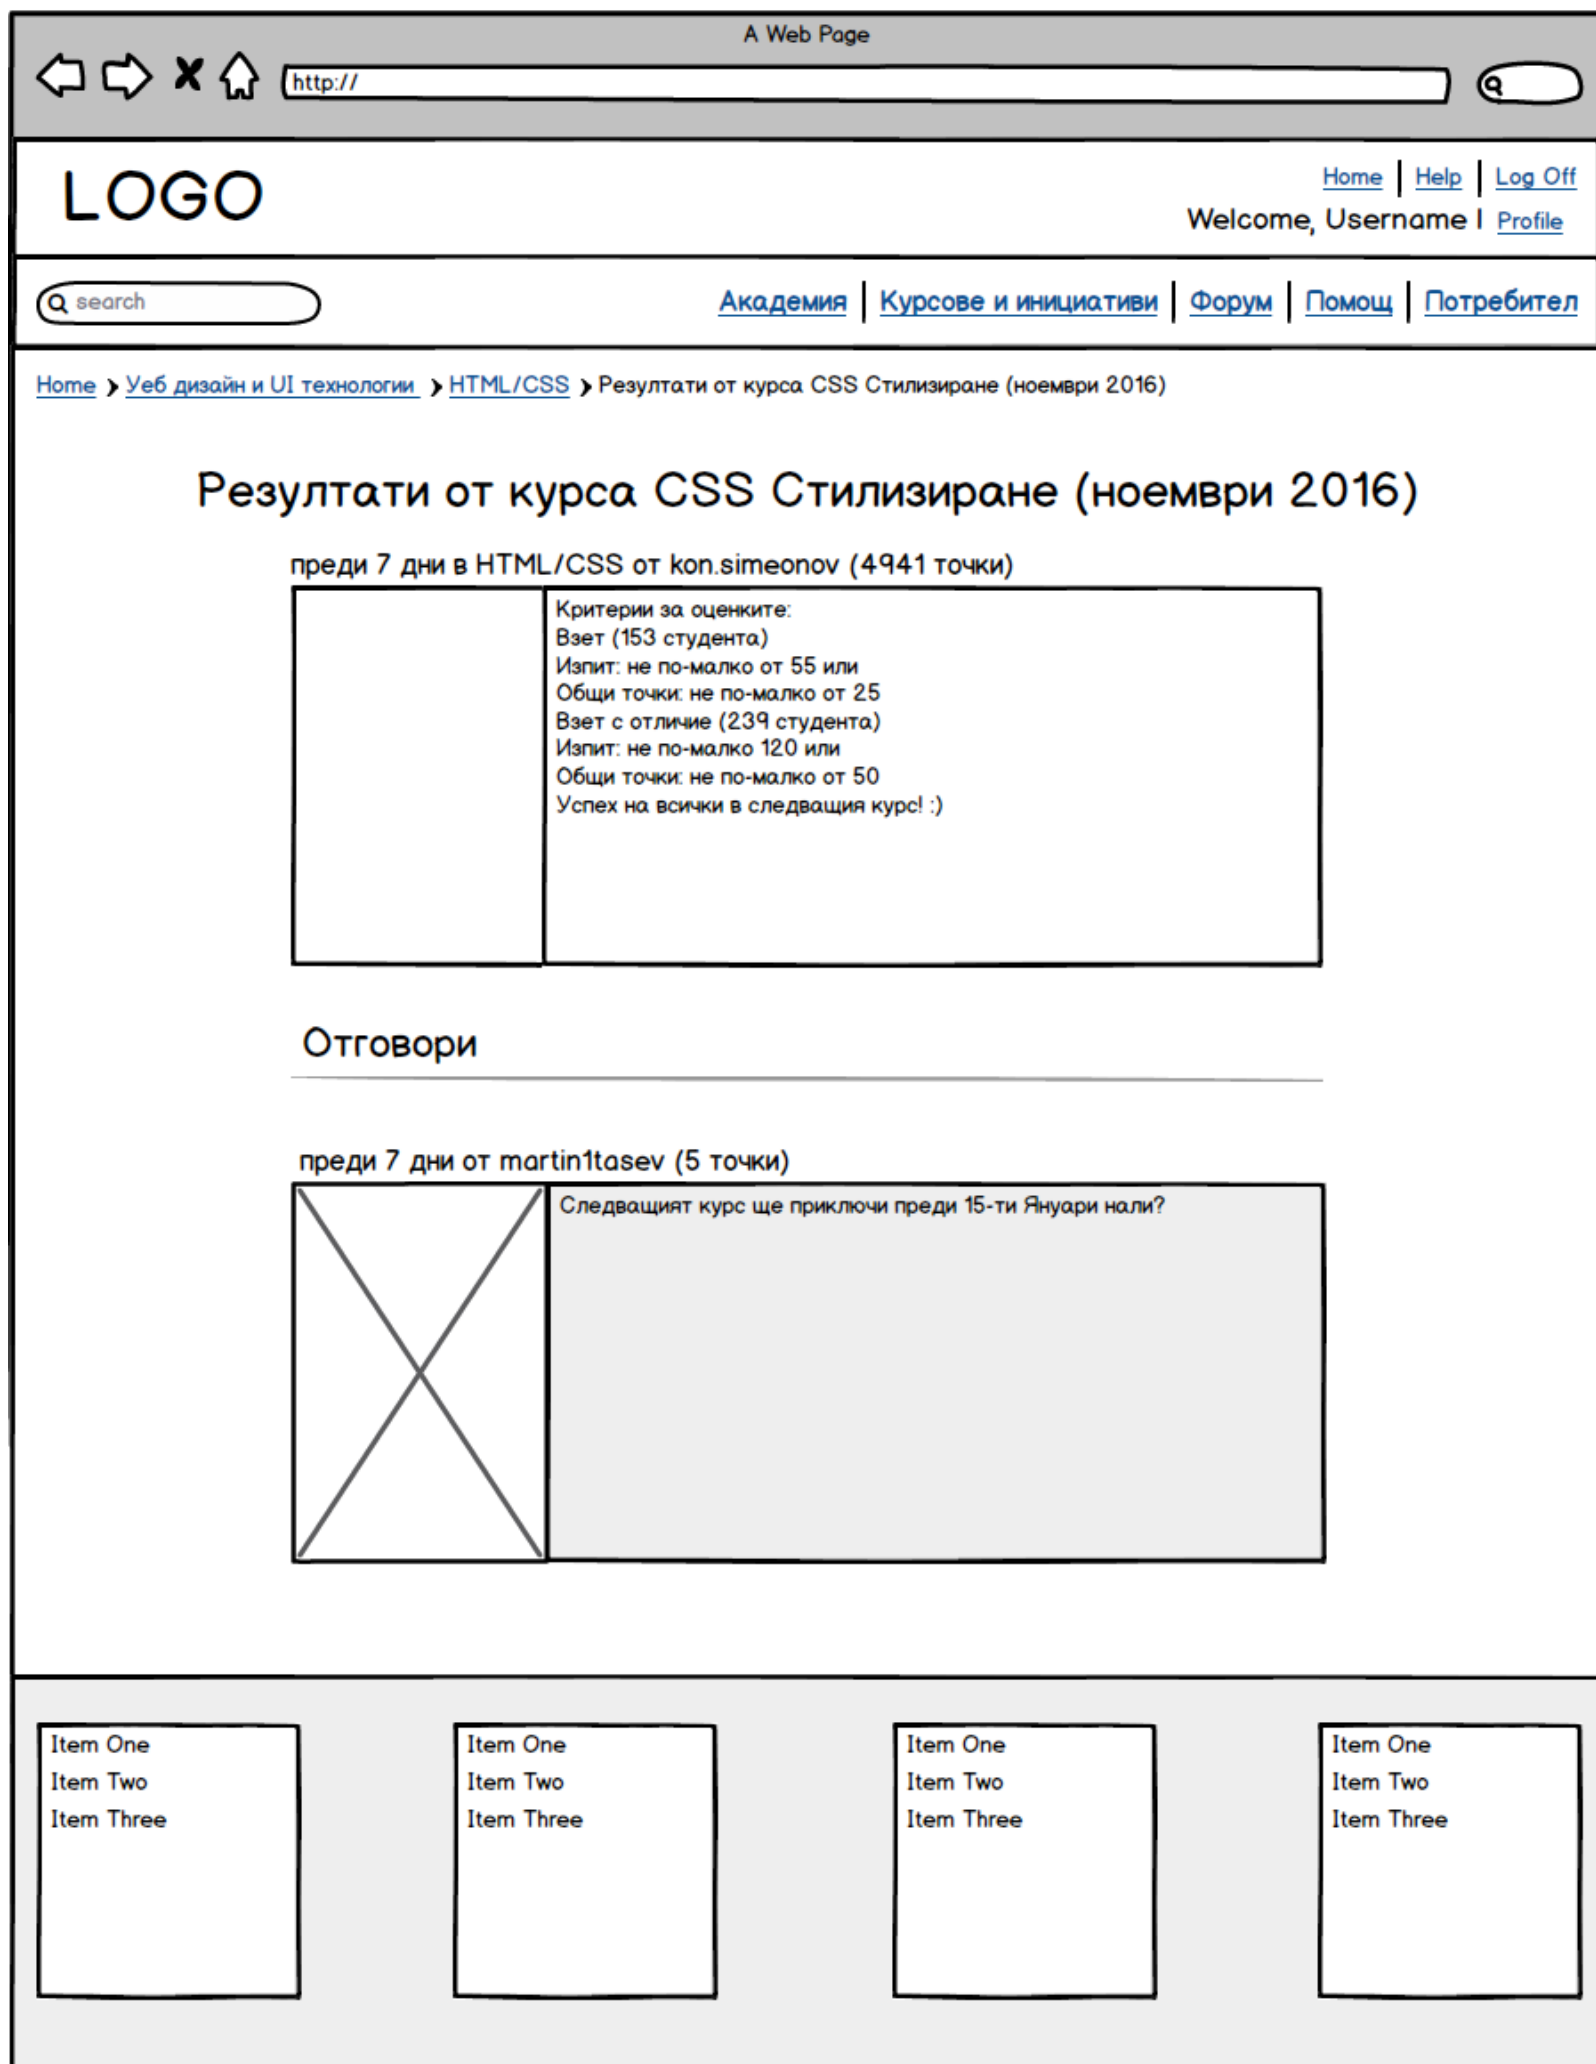 A Web Page
http://
LOGO
Home | Help | Log Off
Welcome, Username | Profile
search
Академия | Курсове и инициативи | Форум | Помощ | Потребител
Home > Уеб дизайн и UI технологии > HTML/CSS > Резултати от курса CSS Стилизиране (ноември 2016)
Резултати от курса CSS Стилизиране (ноември 2016)
преди 7 дни в HTML/CSS от kon.simeonov (4941 точки)
Критерии за оценките:
Взет (153 студента)
Изпит: не по-малко от 55 или
Общи точки: не по-малко от 25
Взет с отличие (239 студента)
Изпит: не по-малко 120 или
Общи точки: не по-малко от 50
Успех на всички в следващия курс! :)
Отговори
преди 7 дни от martin1tasev (5 точки)
Следващият курс ще приключи преди 15-ти Януари нали?
Item One
Item Two
Item Three
Item One
Item Two
Item Three
Item One
Item Two
Item Three
Item One
Item Two
Item Three